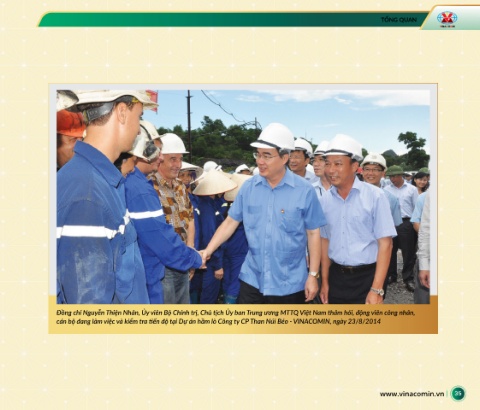 TỔNG QUAN
Đồng chí Nguyễn Thiện Nhân, Ủy viên Bộ Chính trị, Chủ tịch Ủy ban Trung ương MTTQ Việt Nam thăm hỏi, động viên công nhân,
cán bộ đang làm việc và kiểm tra tiến độ tại Dự án hầm lò Công ty CP Than Núi Béo - VINACOMIN, ngày 23/8/2014
www.vinacomin.vn 25